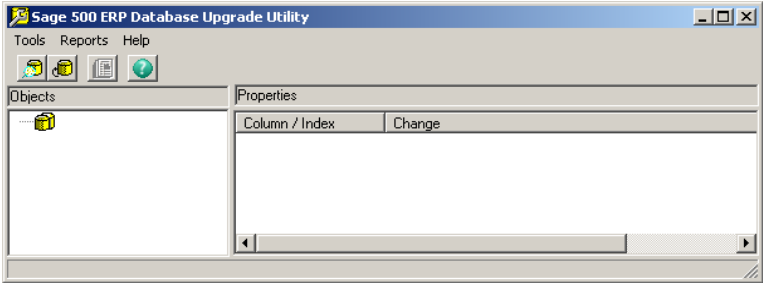 Sage 500 ERP Database Upgrade Utility
Tools Reports Help
?
Objects
Properties
Column / Index Change